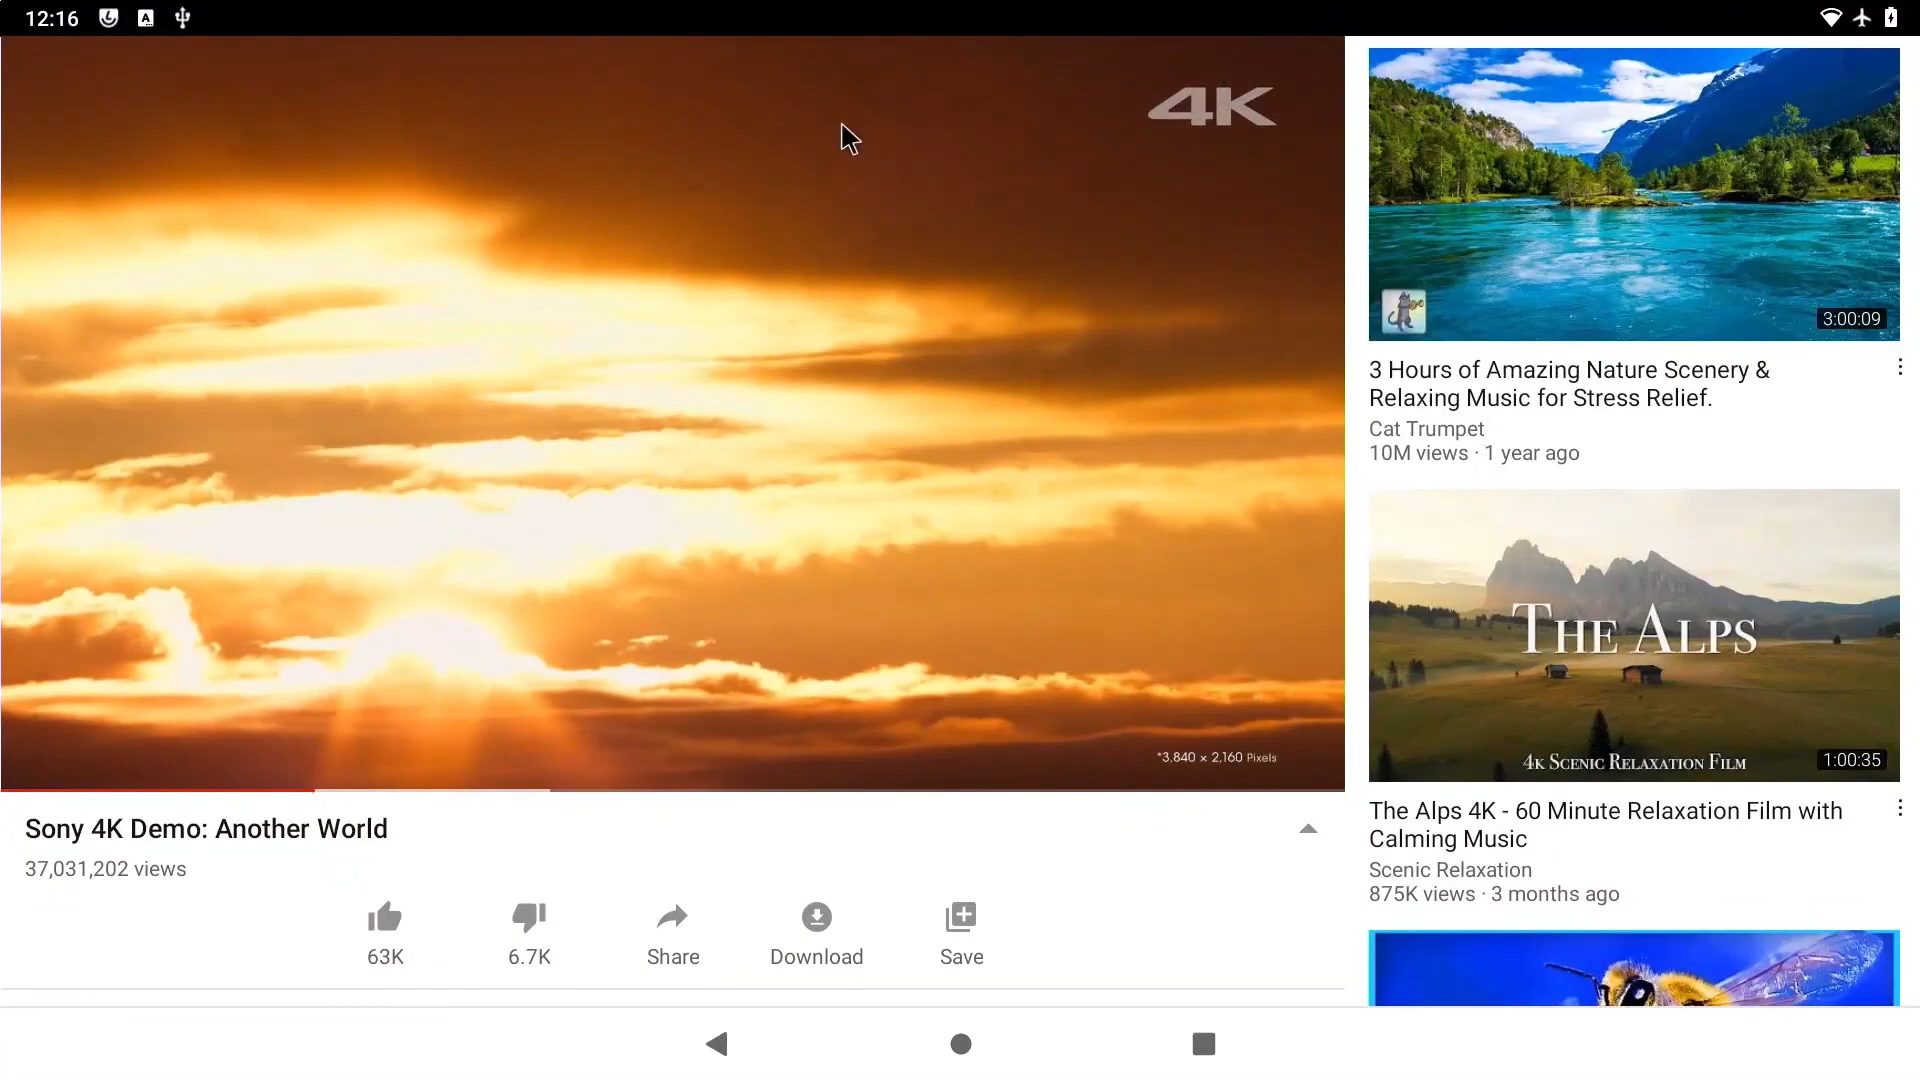 12:16
4K
*3,840 × 2,160 Pixels
Sony 4K Demo: Another World
37,031,202 views
63K
6.7K
Share
Download
Save
3:00:09
3 Hours of Amazing Nature Scenery &
Relaxing Music for Stress Relief.
Cat Trumpet
10M views · 1 year ago
THE ALPS
4K SCENIC RELAXATION FILM
1:00:35
The Alps 4K - 60 Minute Relaxation Film with
Calming Music
Scenic Relaxation
875K views · 3 months ago